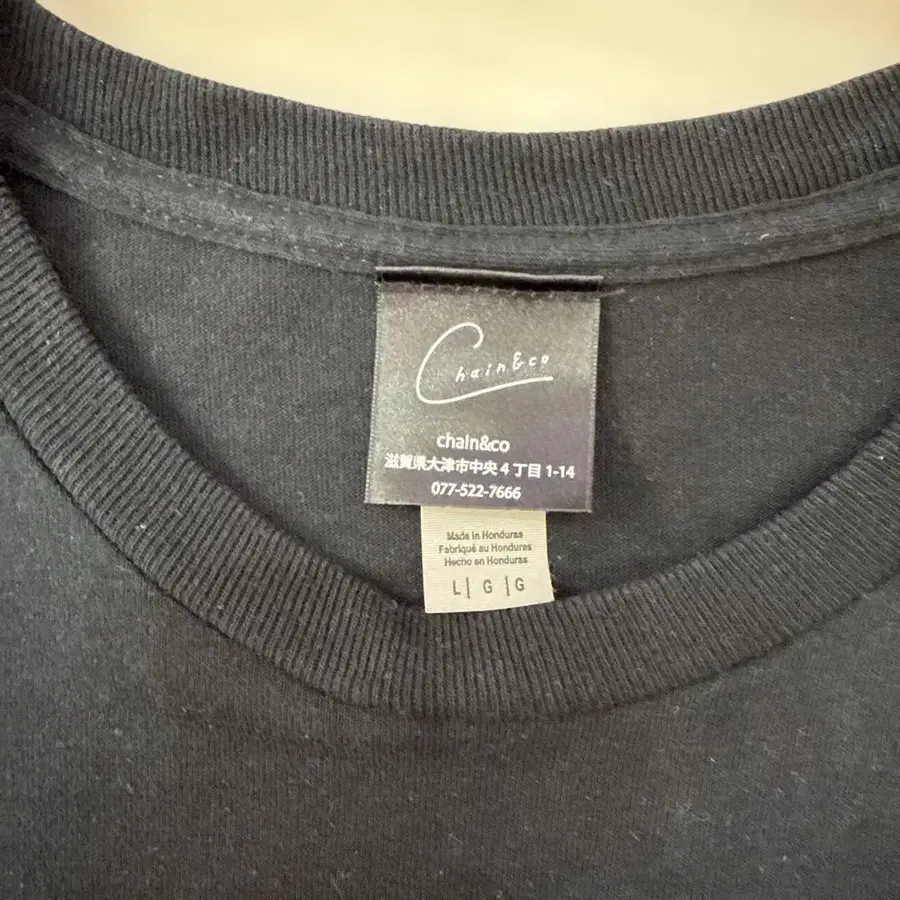 Chain&co
chain&co
滋賀県大津市中央4丁目1-14
077-522-7666
Made in Honduras
Fabriqué au Honduras
Hecho en Honduras
L| G |G